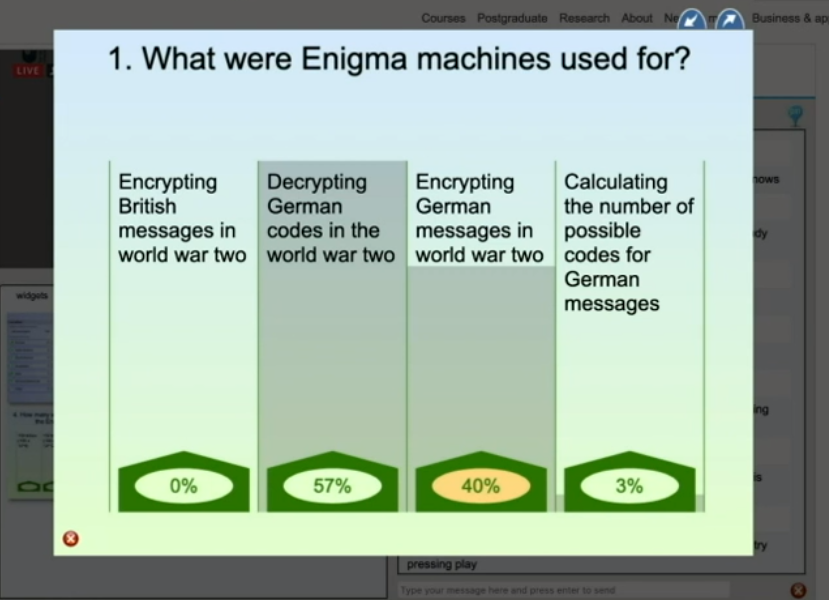 Courses Postgraduate Research About Business & ap
LIVE
1. What were Enigma machines used for?
Encrypting
British
messages in
world war two
Decrypting
German
codes in the
world war two
Encrypting
German
messages in
world war two
Calculating
the number of
possible
codes for
German
messages
0%
57%
40%
3%
widgets
nows
dy
ing
is
try
pressing play
Type your message here and press enter to send